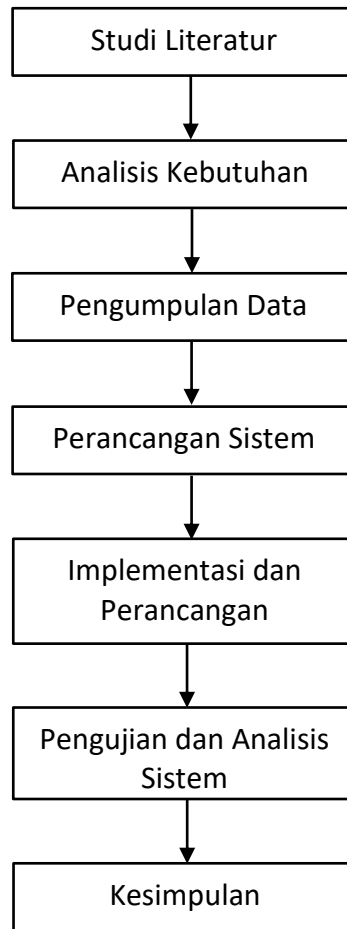 Studi Literatur
Analisis Kebutuhan
Pengumpulan Data
Perancangan Sistem
Implementasi dan
Perancangan
Pengujian dan Analisis
Sistem
Kesimpulan